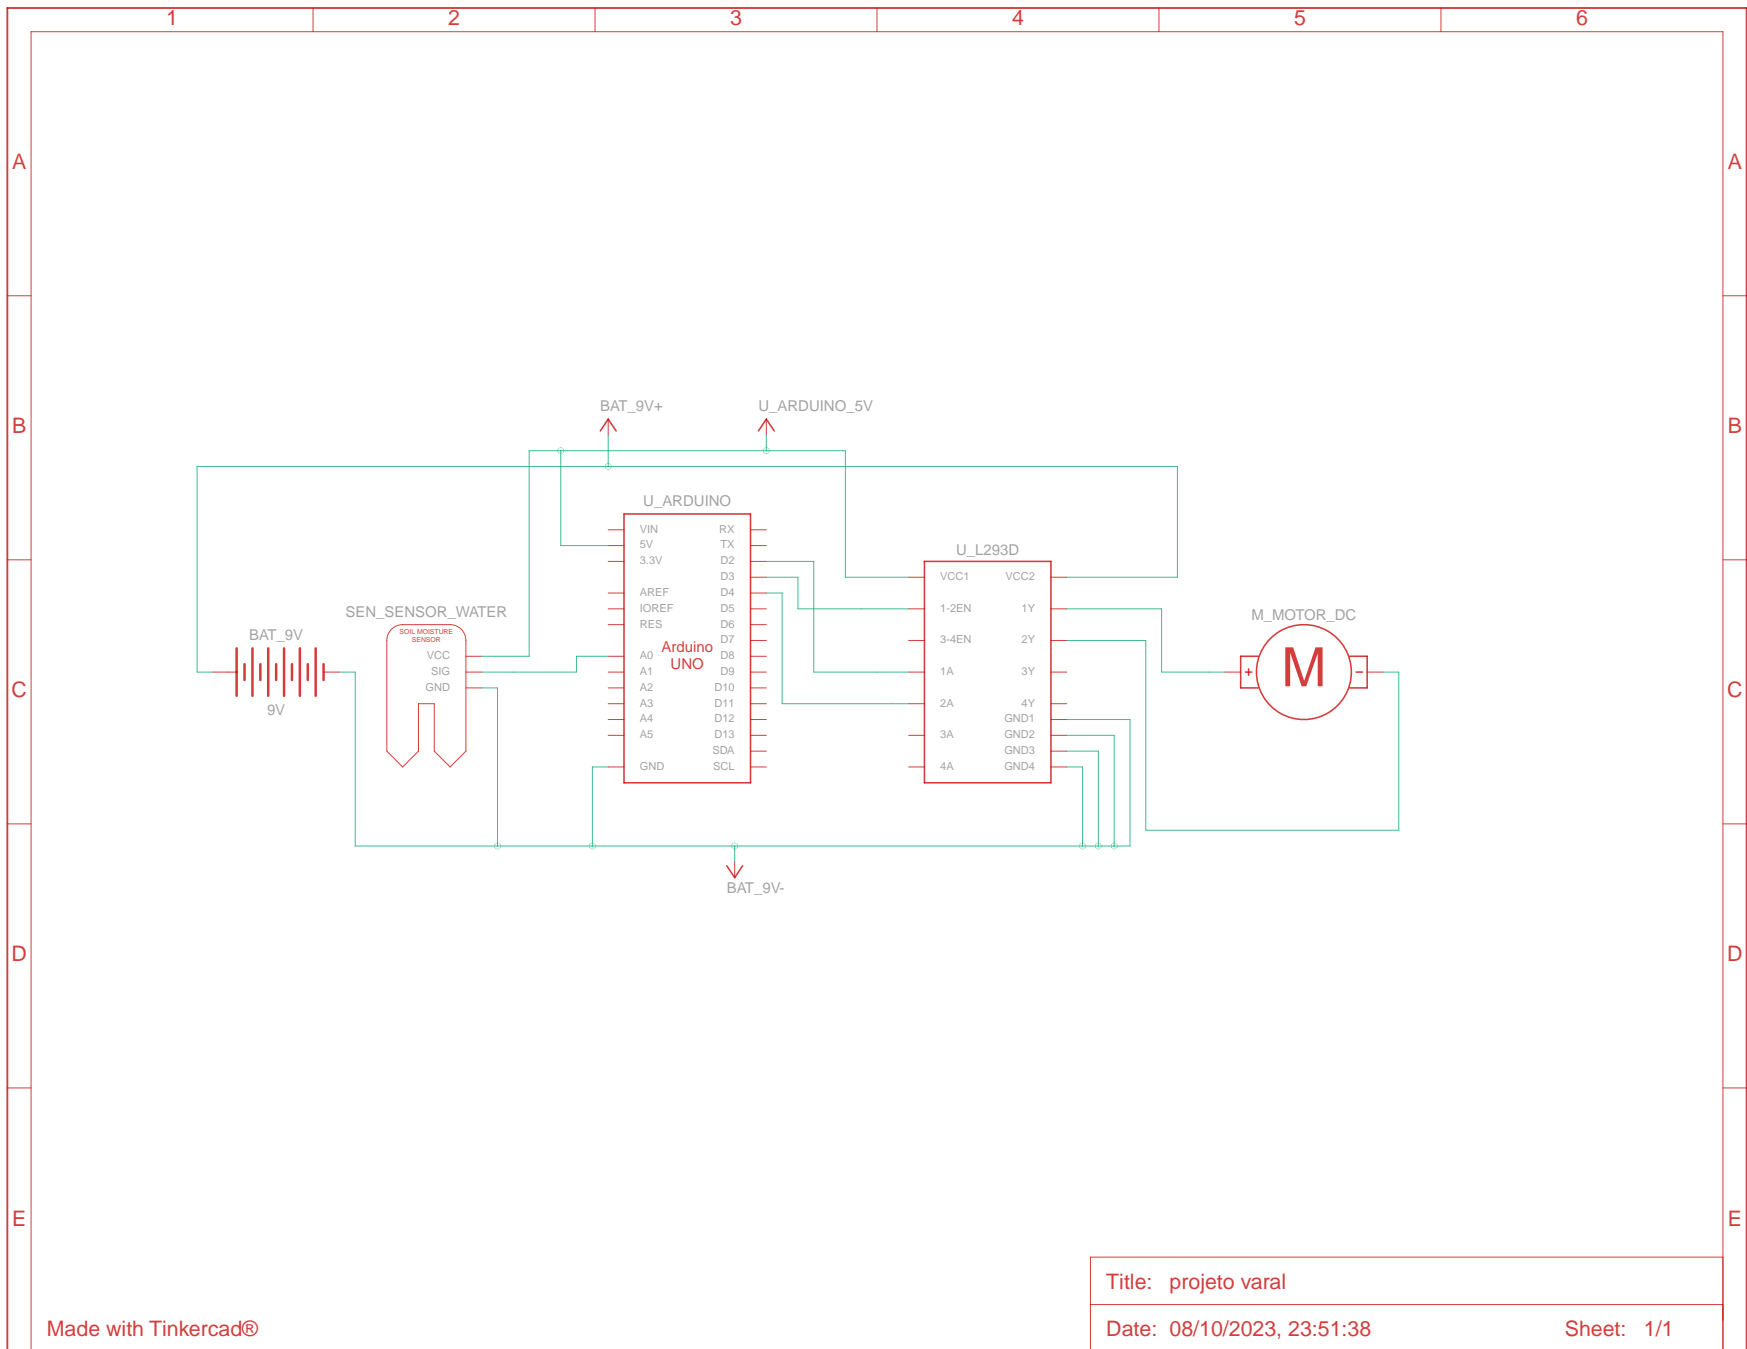 1 2 3 4 5 6
A A
B B
C C
D D
E E
BAT_9V+
U_ARDUINO_5V
U_ARDUINO
VIN RX
5V TX
3.3V D2
D3
AREF D4
IOREF D5
RES D6
D7
A0 D8
A1 D9
A2 D10
A3 D11
A4 D12
A5 D13
SDA
GND SCL
Arduino
UNO
U_L293D
VCC1 VCC2
1-2EN 1Y
3-4EN 2Y
1A 3Y
2A 4Y
GND1
3A GND2
GND3
4A GND4
SEN_SENSOR_WATER
SOIL MOISTURE
SENSOR
VCC
SIG
GND
BAT_9V
9V
M_MOTOR_DC
+ M -
BAT_9V-
Title: projeto varal
Made with Tinkercad®
Date: 08/10/2023, 23:51:38 Sheet: 1/1